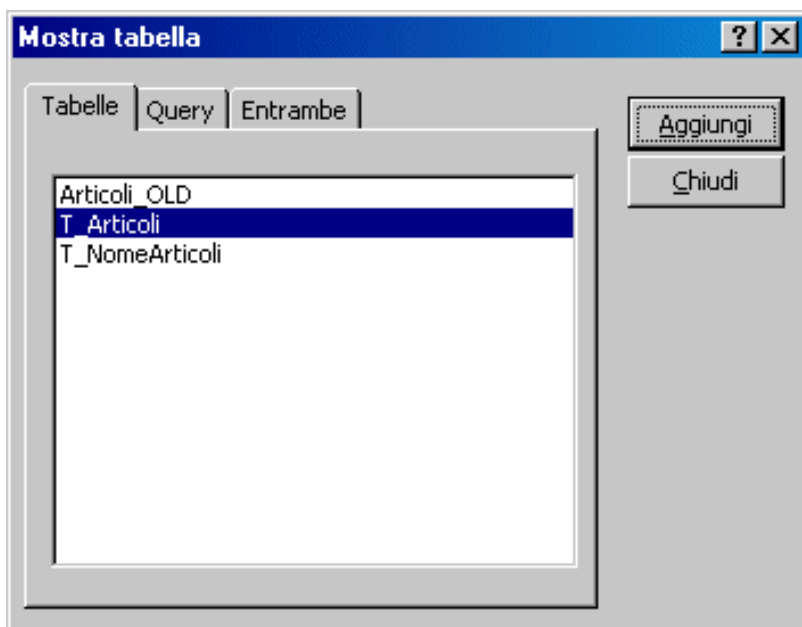 Mostra tabella
Tabelle Query Entrambe
Aggiungi
Chiudi
Articoli_OLD
T_Articoli
T_NomeArticoli